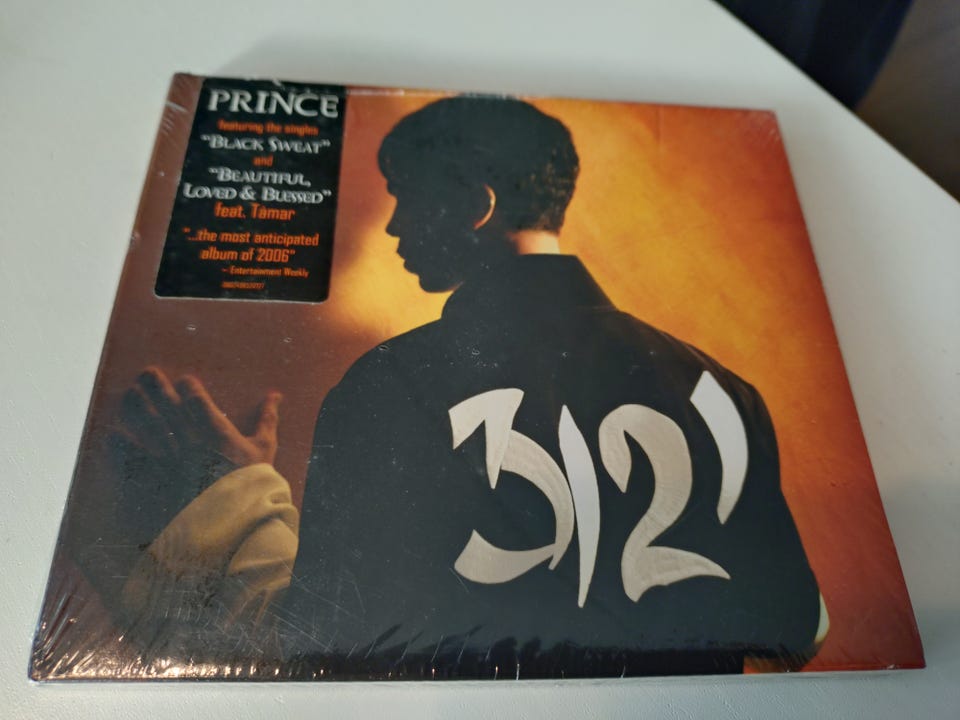 PRINCE
featuring the singles
"BLACK SWEAT"
and
"BEAUTIFUL,
LOVED & BLESSED"
feat. Támar
"...the most anticipated
album of 2006"
~ Entertainment Weekly
3121